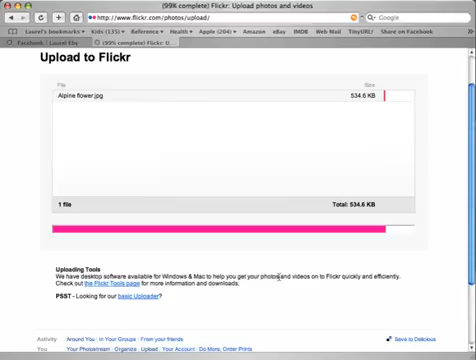 (99% complete) Flickr: Upload photos and videos
http://www.flickr.com/photos/upload/
Google
Laurel's Bookmarks Kids (135) Reference Health Apple (204) Amazon eBay IMDB Web Mail TinyURL! Share on Facebook
Facebook | Laurel
(99% complete) Flickr: U...
Upload to Flickr
File Size
Alpine flower.jpg 534.6 KB
1 file Total: 534.6 KB
Uploading Tools
We have desktop software available for Windows & Mac to help you get your photos and videos on to Flickr quickly and efficiently.
Check out the Flickr Tools page for more information and downloads.
PSST - Looking for our basic Uploader?
Activity Around You In Your Groups From your friends Save to Delicious
You Your Photostream Organize Upload Your Account Do More, Order Prints